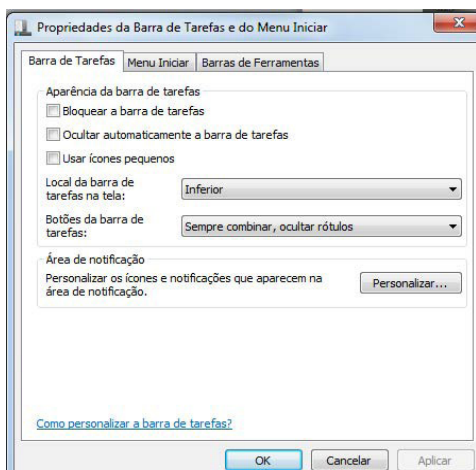 Propriedades da Barra de Tarefas e do Menu Iniciar
Barra de Tarefas Menu Iniciar Barras de Ferramentas
Aparência da barra de tarefas
Bloquear a barra de tarefas
Ocultar automaticamente a barra de tarefas
Usar ícones pequenos
Local da barra de
tarefas na tela:
Inferior
Botões da barra de
tarefas:
Sempre combinar, ocultar rótulos
Área de notificação
Personalizar os ícones e notificações que aparecem na
área de notificação.
Personalizar...
Como personalizar a barra de tarefas?
OK Cancelar Aplicar